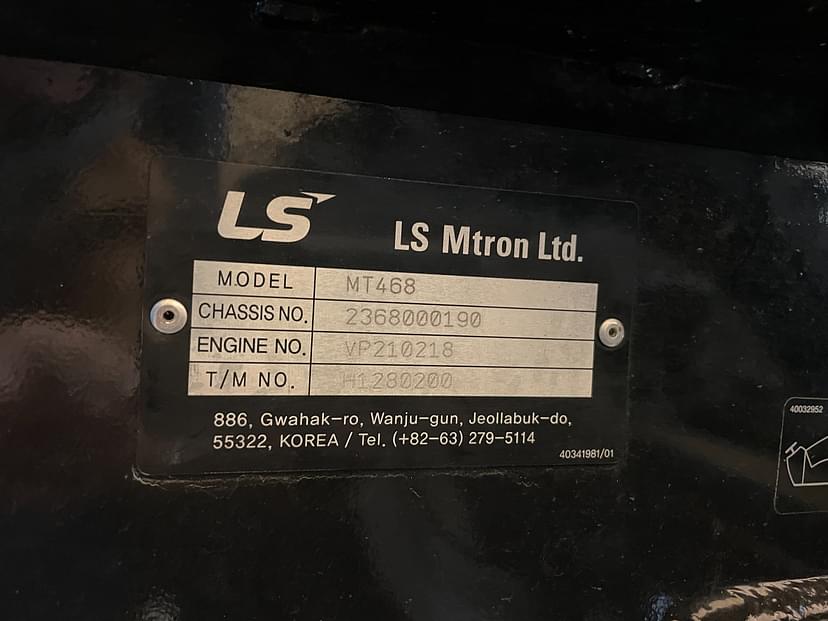 LS
LS Mtron Ltd.
MODEL MT468
CHASSIS NO. 2368000190
ENGINE NO. VP210218
T/M NO. H1280200
886, Gwahak-ro, Wanju-gun, Jeollabuk-do,
55322, KOREA / Tel. (+82-63) 279-5114
40341981/01
40032952